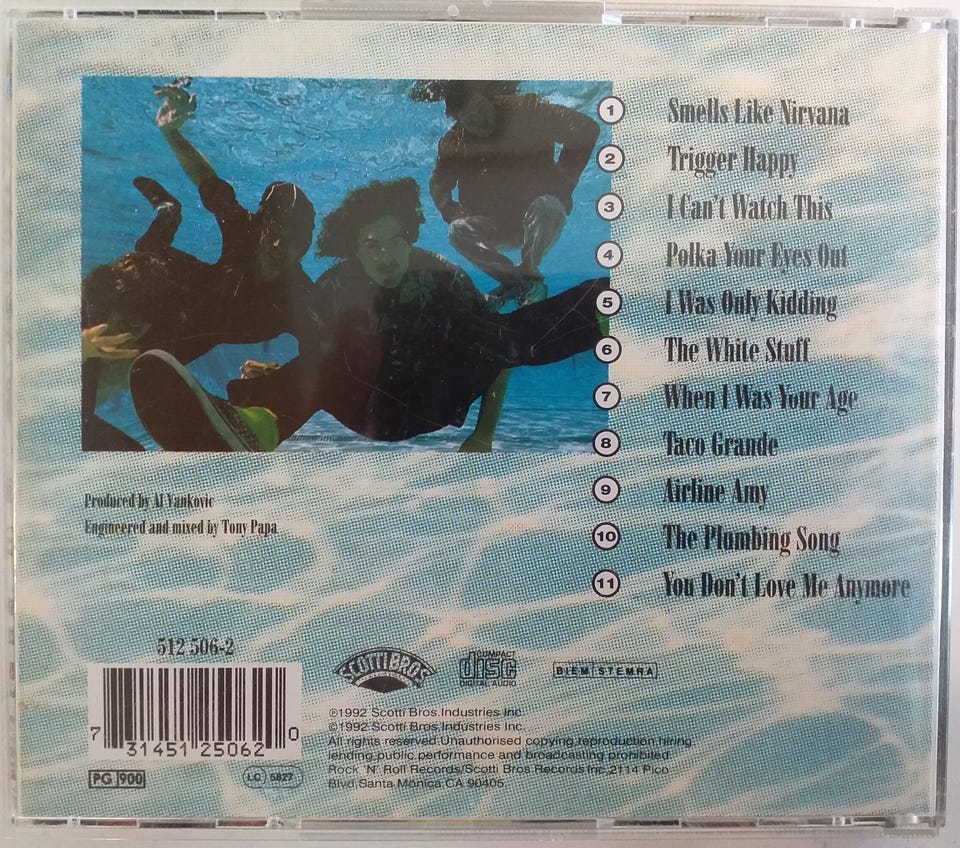 1 Smells Like Nirvana
2 Trigger Happy
3 I Can't Watch This
4 Polka Your Eyes Out
5 I Was Only Kidding
6 The White Stuff
7 When I Was Your Age
8 Taco Grande
9 Airline Amy
10 The Plumbing Song
11 You Don't Love Me Anymore
Produced by Al Yankovic
Engineered and mixed by Tony Papa
512 506-2
7 31451 25062 0
PG 900
LC 5827
SCOTTI BROS
COMPACT
disc
DIGITAL AUDIO
BIEM STEMRA
℗1992 Scotti Bros.Industries Inc.
©1992 Scotti Bros.Industries Inc.
All rights reserved.Unauthorised copying,reproduction,hiring,
lending,public performance and broadcasting prohibited.
Rock 'N' Roll Records/Scotti Bros.Records Inc,2114 Pico
Blvd,Santa Monica,CA 90405.